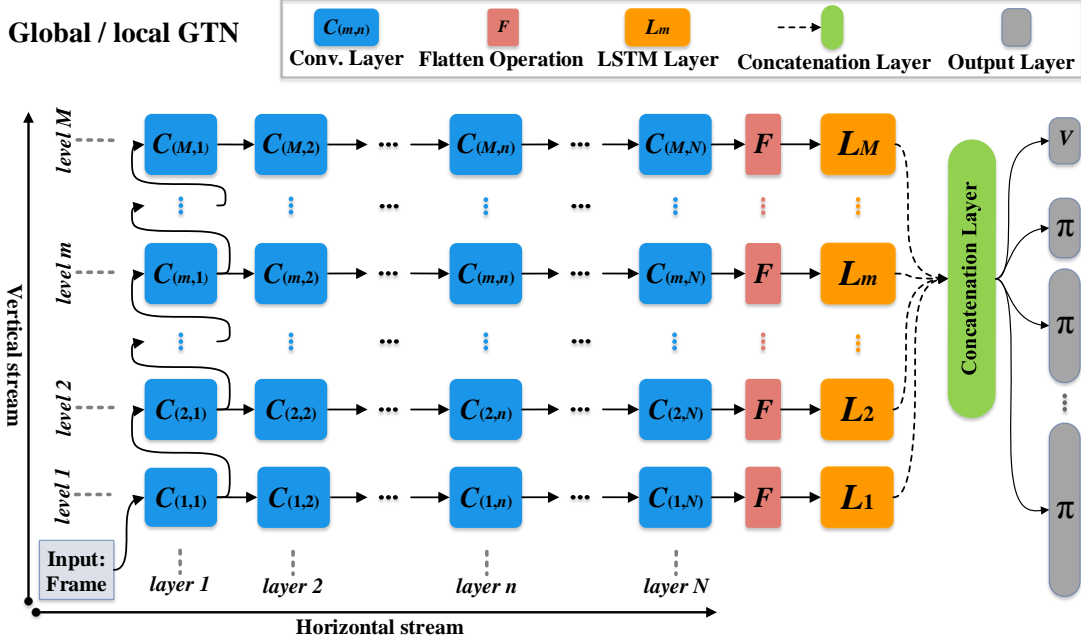 Global / local GTN
C(m,n) F Lm
Conv. Layer Flatten Operation LSTM Layer Concatenation Layer Output Layer
level M C(M,1) C(M,2) ... C(M,n) ... C(M,N) F LM V
... ... ... ... ... ... ... ... π
level m C(m,1) C(m,2) ... C(m,n) ... C(m,N) F Lm
Vertical stream Concatenation Layer π
... ... ... ... ... ... ... ...
level 2 C(2,1) C(2,2) ... C(2,n) ... C(2,N) F L2 ...
level 1 C(1,1) C(1,2) ... C(1,n) ... C(1,N) F L1 π
Input:
Frame
layer 1 layer 2 layer n layer N
Horizontal stream